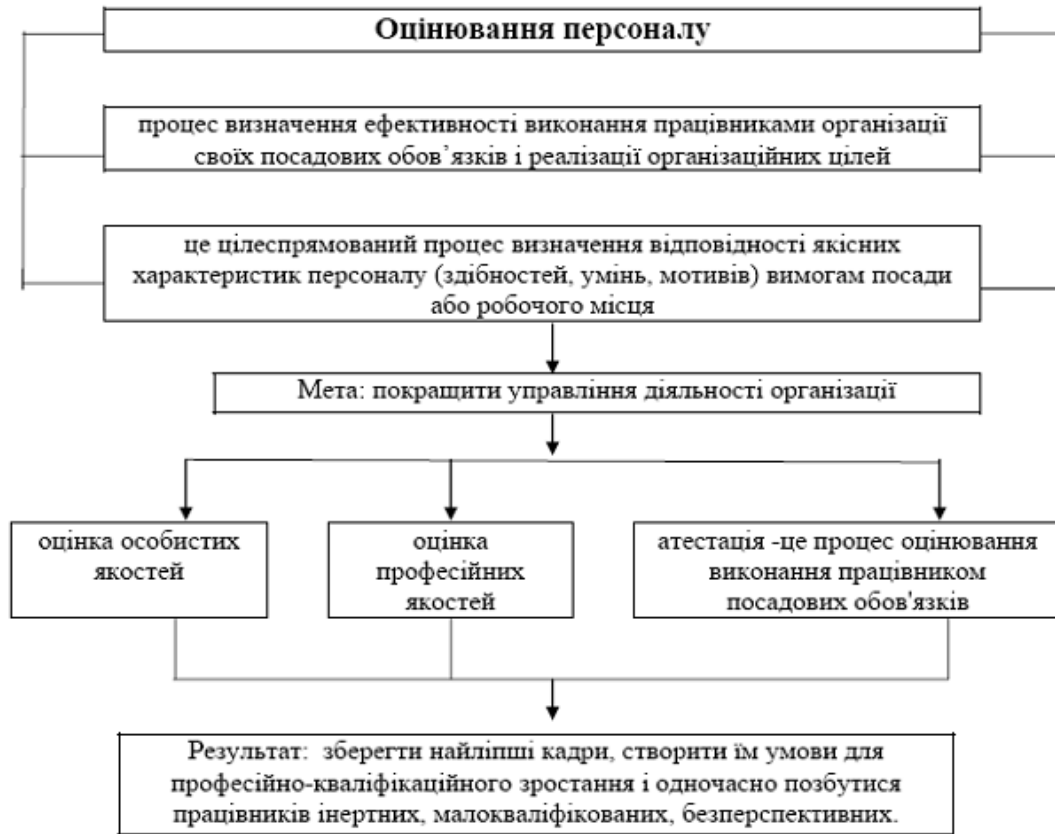 Оцінювання персоналу
процес визначення ефективності виконання працівниками організації
своїх посадових обов’язків і реалізації організаційних цілей
це цілеспрямований процес визначення відповідності якісних
характеристик персоналу (здібностей, умінь, мотивів) вимогам посади
або робочого місця
Мета: покращити управління діяльності організації
оцінка особистих
якостей
оцінка
професійних
якостей
атестація -це процес оцінювання
виконання працівником
посадових обов'язків
Результат: зберегти найліпші кадри, створити їм умови для
професійно-кваліфікаційного зростання і одночасно позбутися
працівників інертних, малокваліфікованих, безперспективних.